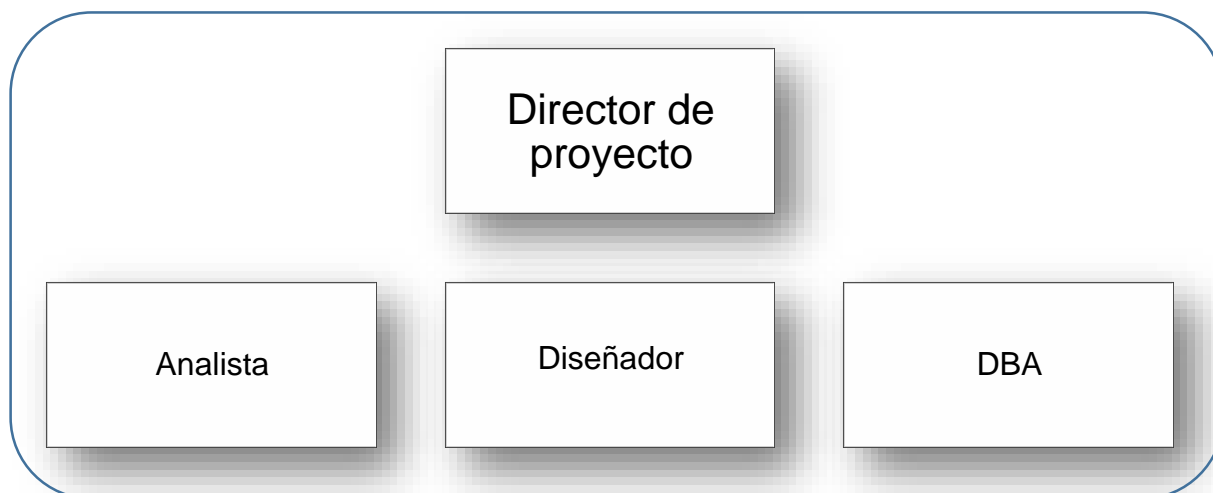 Director de
proyecto
Analista
Diseñador
DBA